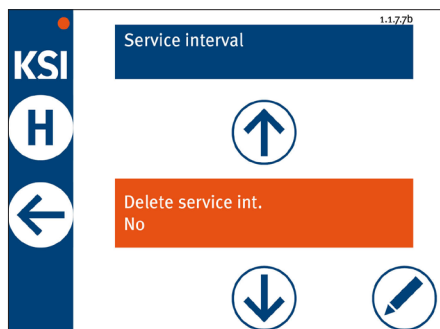 1.1.7.7b
Service interval
KSI
H
Delete service int.
No